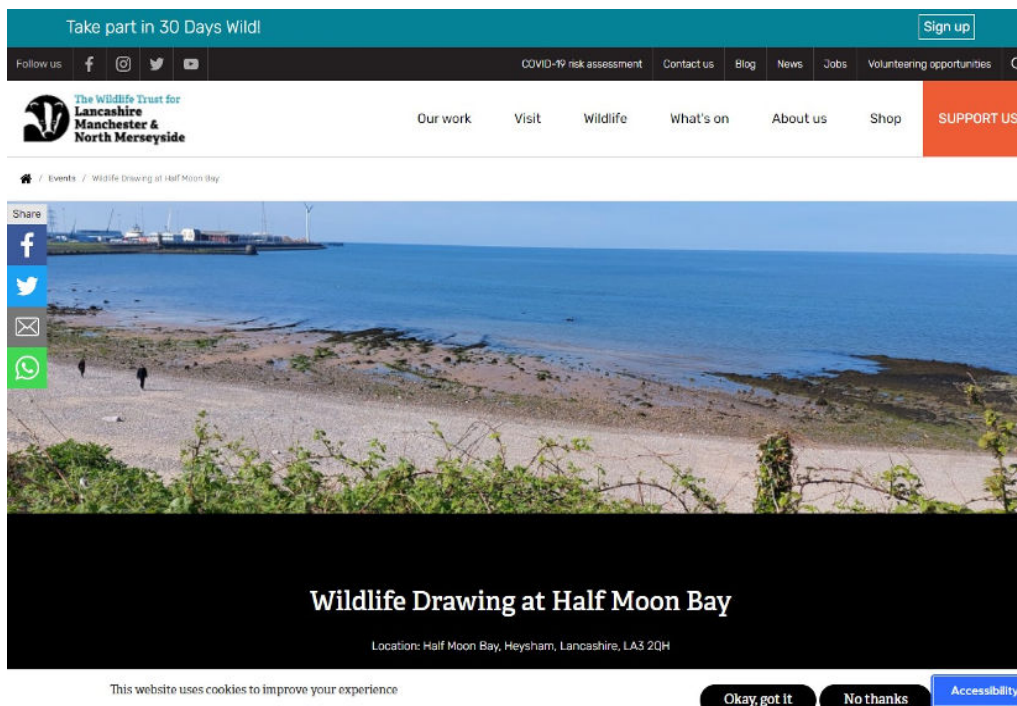 Take part in 30 Days Wild!
Sign up
Follow us
COVID-19 risk assessment
Contact us
Blog
News
Jobs
Volunteering opportunities
The Wildlife Trust for
Lancashire
Manchester &
North Merseyside
Our work
Visit
Wildlife
What's on
About us
Shop
SUPPORT US
/ Events / Wildlife Drawing at Half Moon Bay
Share
Wildlife Drawing at Half Moon Bay
Location: Half Moon Bay, Heysham, Lancashire, LA3 2QH
This website uses cookies to improve your experience
Okay, got it
No thanks
Accessibility